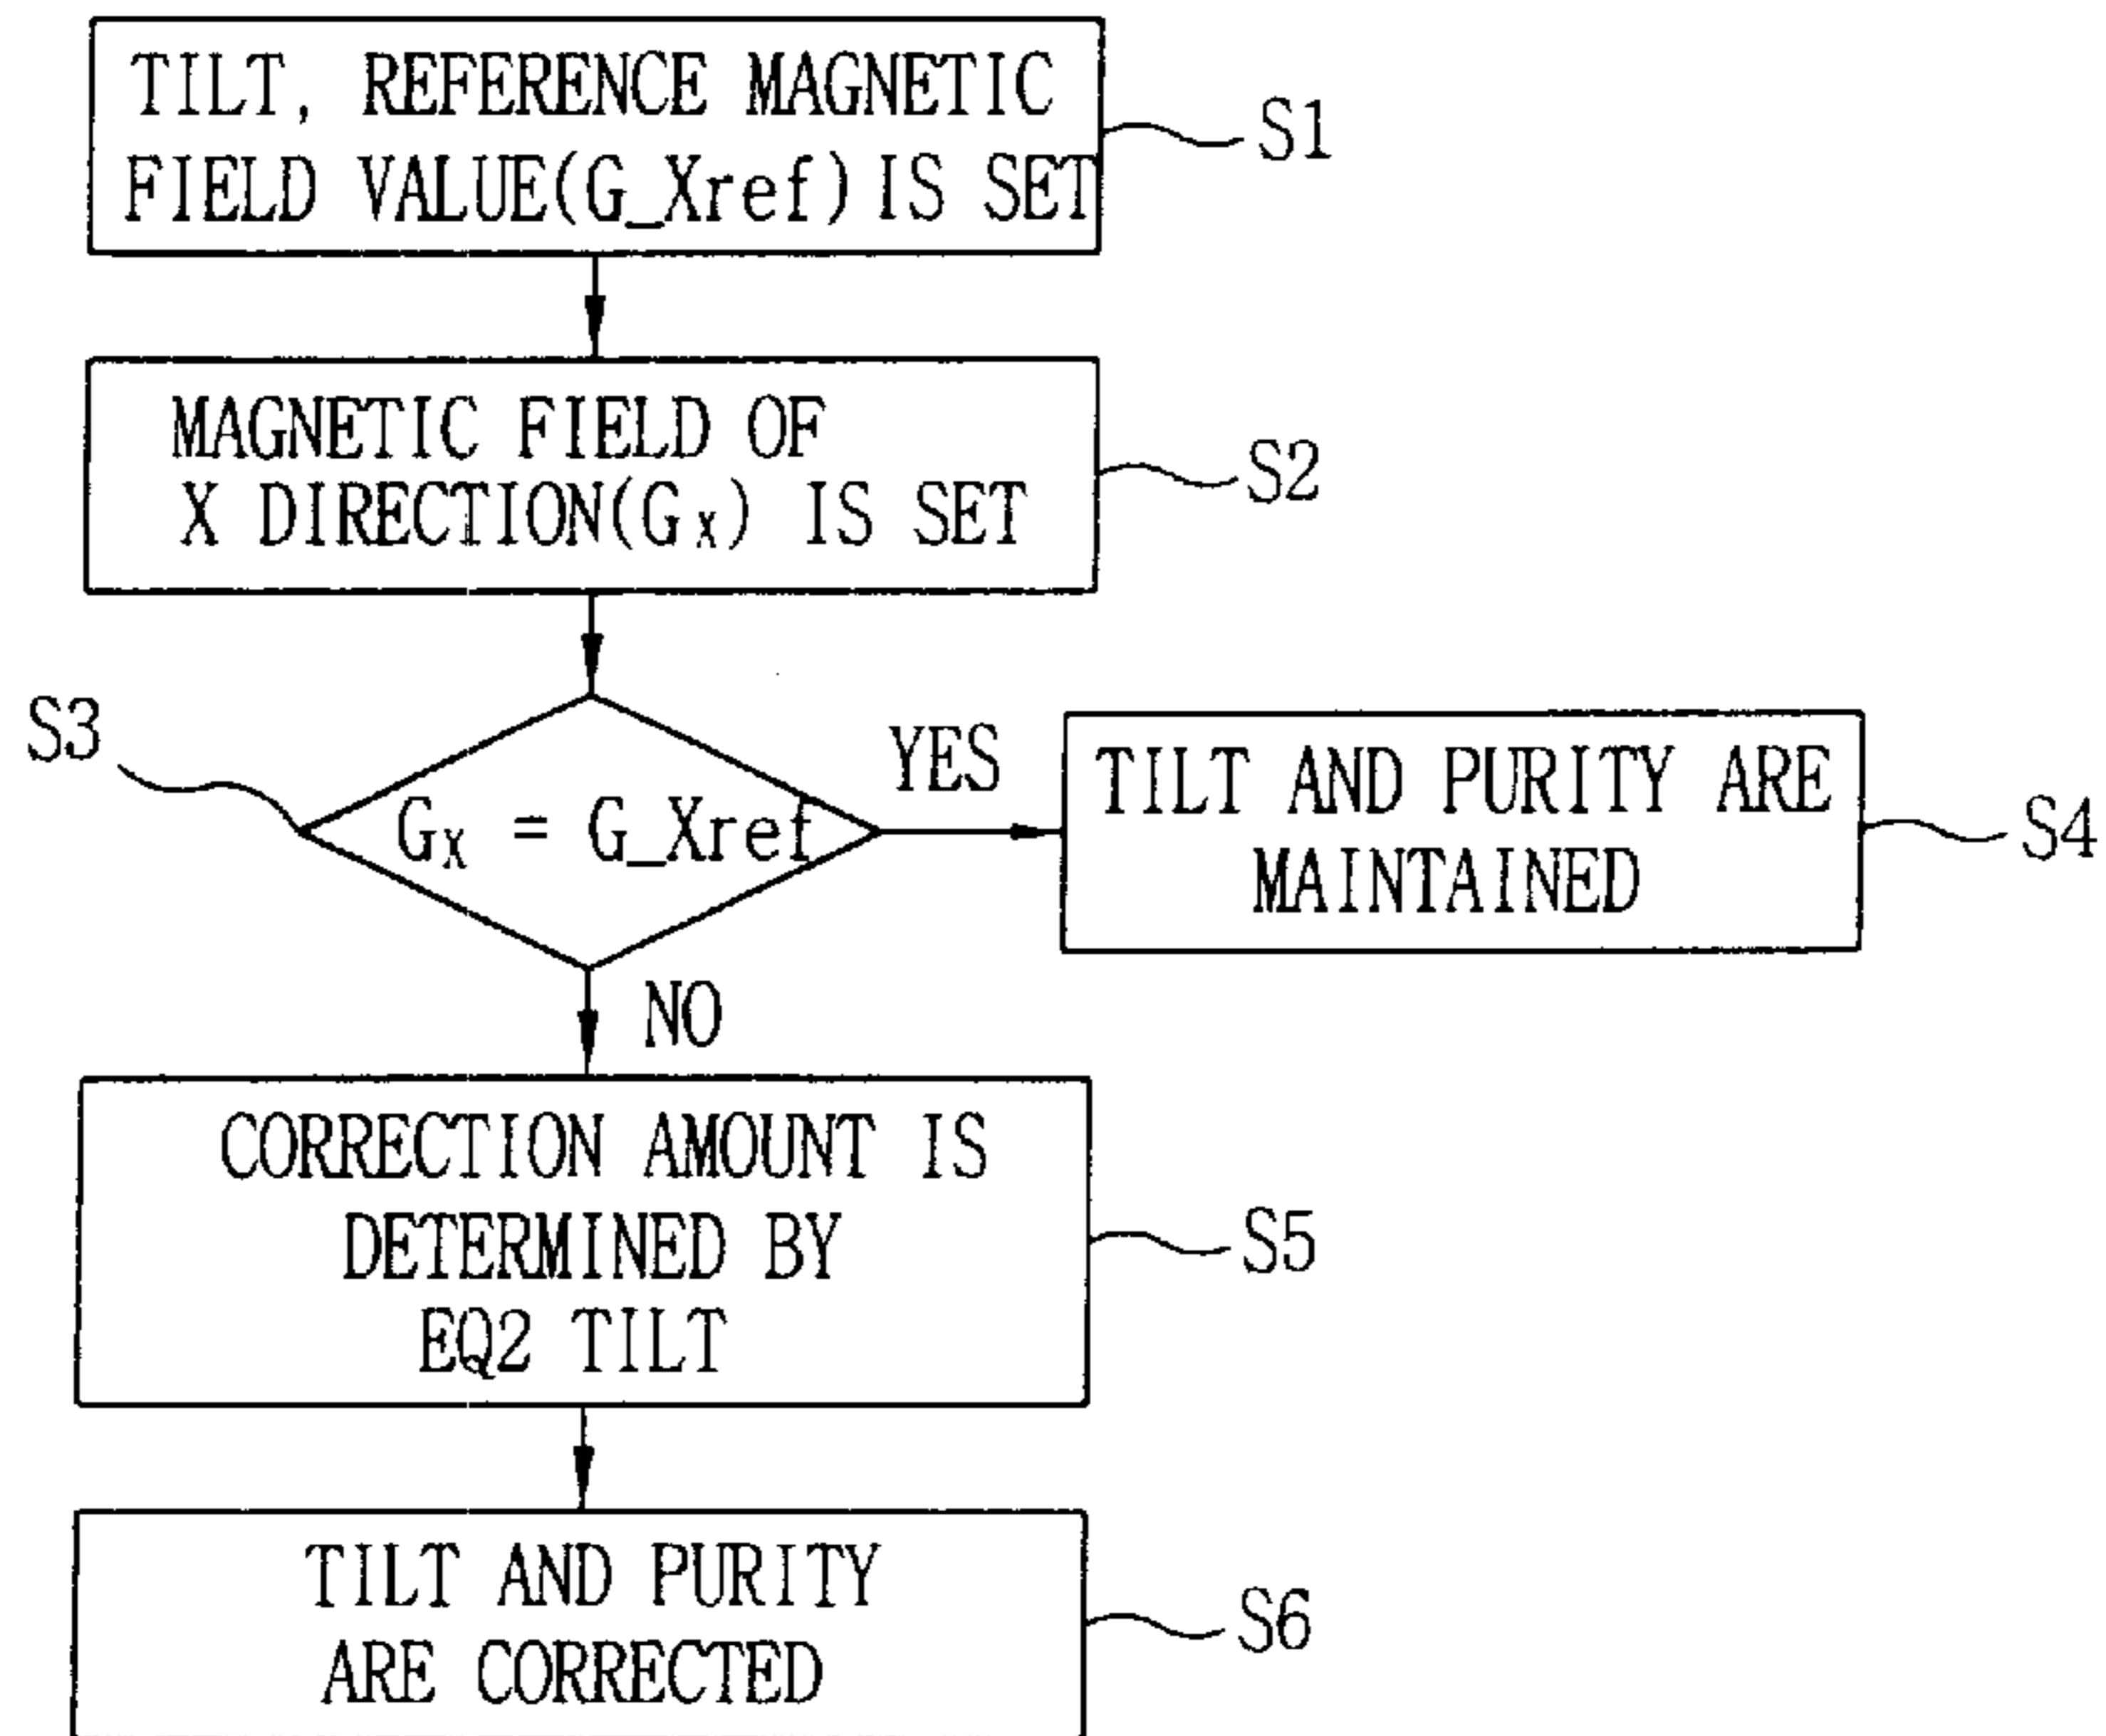 TILT, REFERENCE MAGNETIC
FIELD VALUE(G_Xref) IS SET
S1
MAGNETIC FIELD OF
X DIRECTION(Gx) IS SET
S2
S3
Gx = G_Xref
YES
TILT AND PURITY ARE
MAINTAINED
S4
NO
CORRECTION AMOUNT IS
DETERMINED BY
EQ2 TILT
S5
TILT AND PURITY
ARE CORRECTED
S6